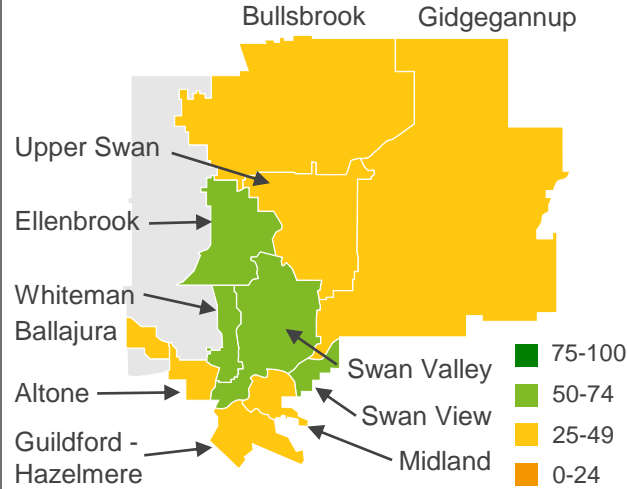 Bullsbrook
Gidgegannup
Upper Swan
Ellenbrook
Whiteman
Ballajura
Altone
Guildford -
Hazelmere
Swan Valley
Swan View
Midland
75-100
50-74
25-49
0-24